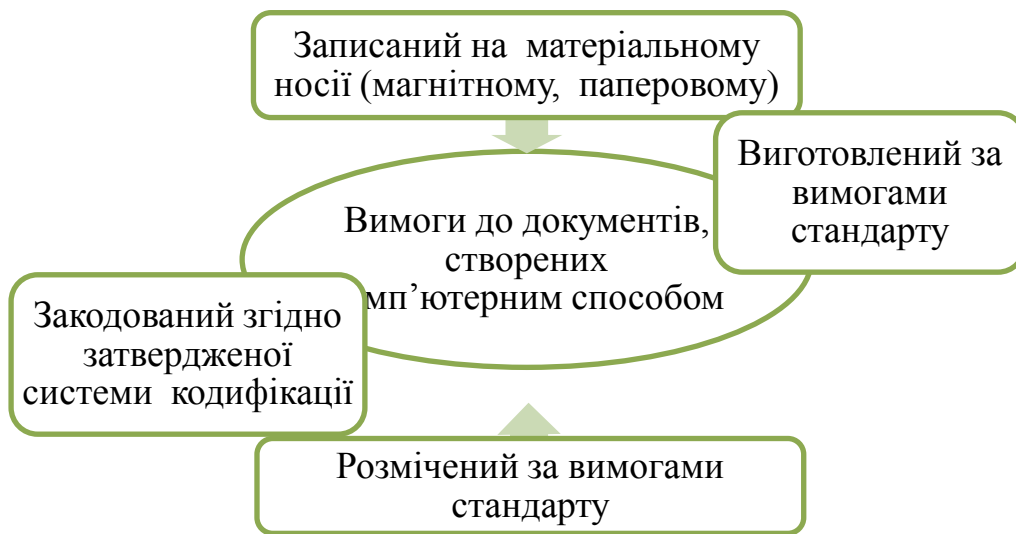 Записаний на матеріальному
носії (магнітному, паперовому)
Виготовлений за
вимогами
стандарту
Вимоги до документів,
створених
мп’ютерним способом
Закодований згідно
затвердженої
системи кодифікації
Розмічений за вимогами
стандарту